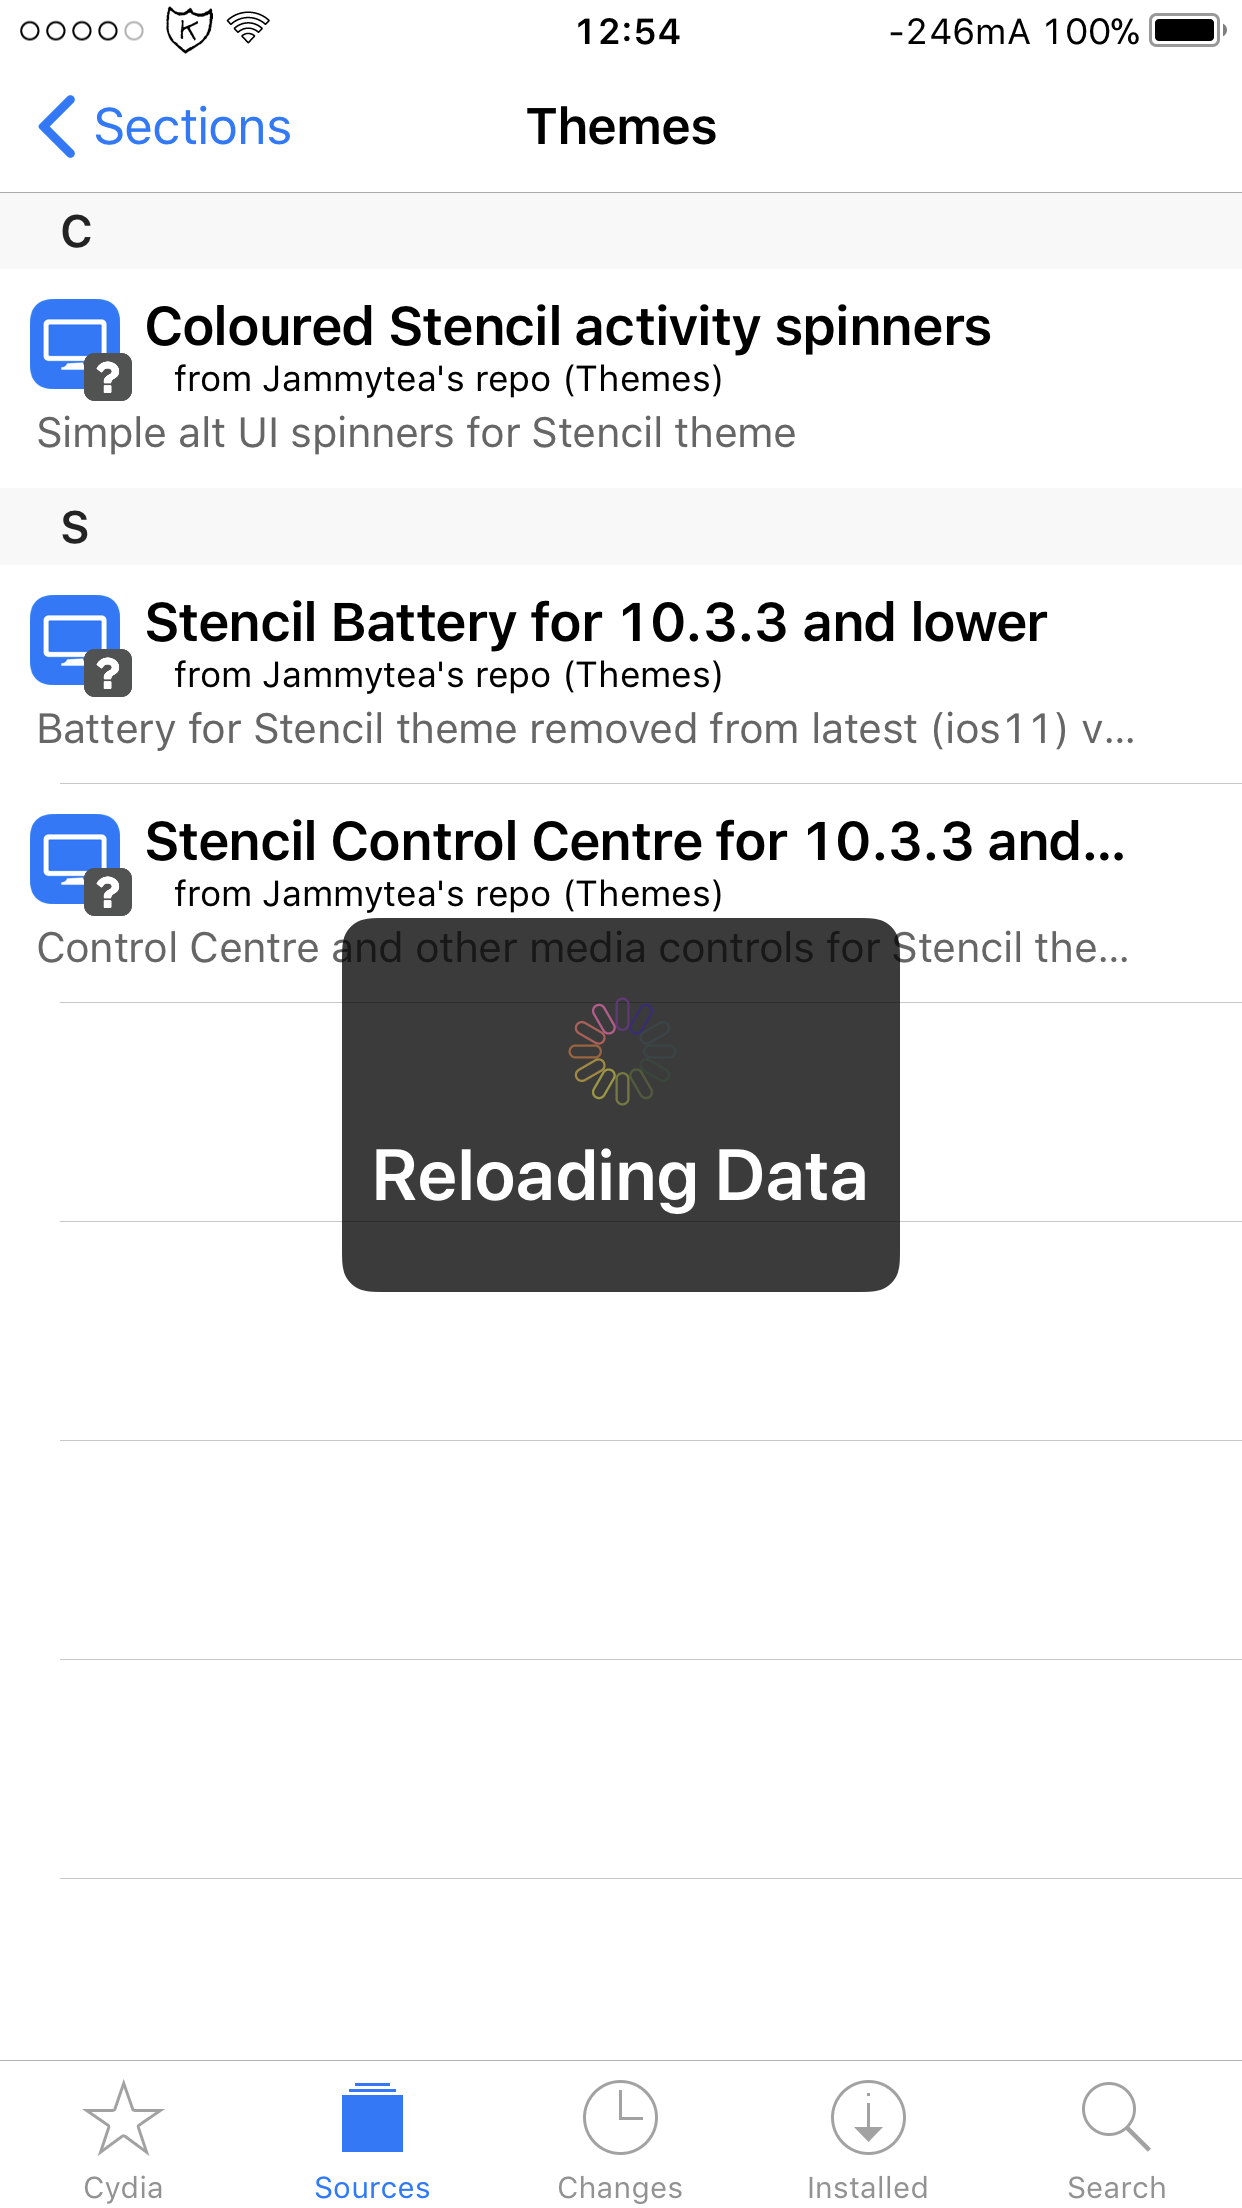 K 12:54 -246mA 100%
Sections Themes
C
Coloured Stencil activity spinners
? from Jammytea's repo (Themes)
Simple alt UI spinners for Stencil theme
S
Stencil Battery for 10.3.3 and lower
? from Jammytea's repo (Themes)
Battery for Stencil theme removed from latest (ios11) v...
Stencil Control Centre for 10.3.3 and...
? from Jammytea's repo (Themes)
Control Centre and other media controls for Stencil the...
Reloading Data
Cydia Sources Changes Installed Search